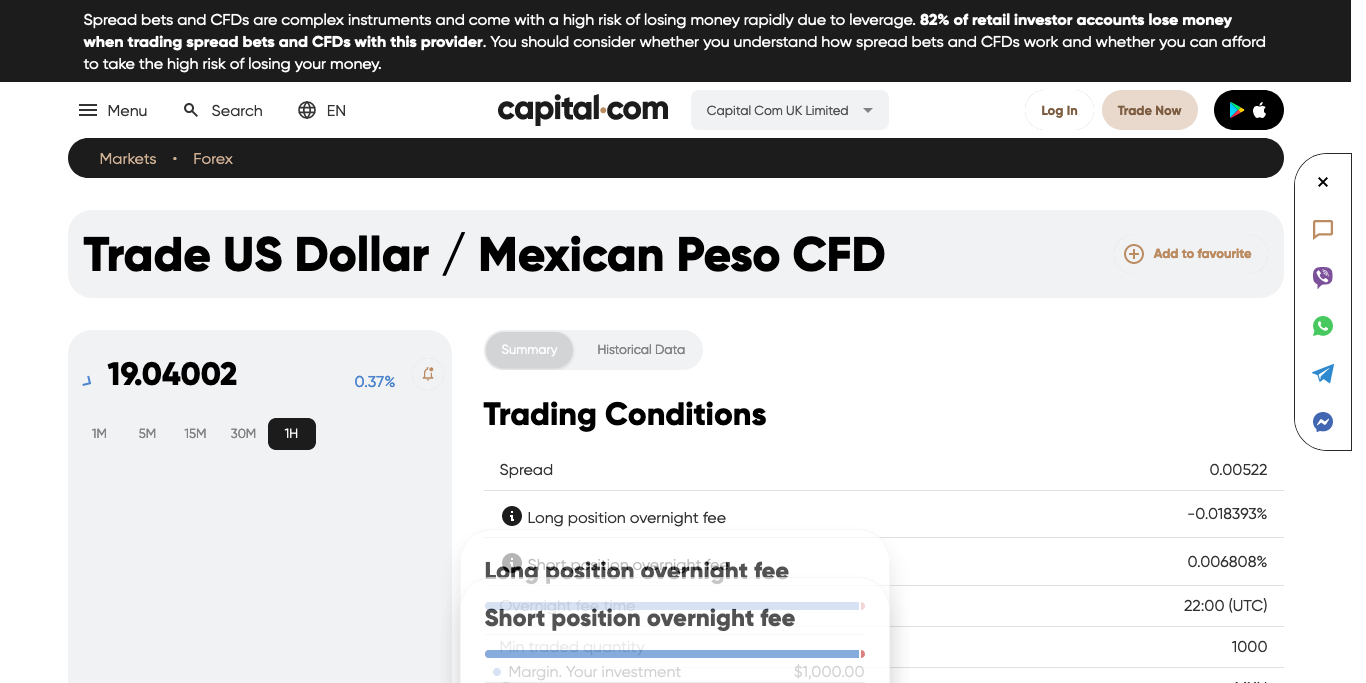 Spread bets and CFDs are complex instruments and come with a high risk of losing money rapidly due to leverage. 82% of retail investor accounts lose money
when trading spread bets and CFDs with this provider. You should consider whether you understand how spread bets and CFDs work and whether you can afford
to take the high risk of losing your money.
Menu Search EN capital.com Capital Com UK Limited Log In Trade Now
Markets • Forex
Trade US Dollar / Mexican Peso CFD
Add to favourite
19.04002 0.37%
1M 5M 15M 30M 1H
Summary Historical Data
Trading Conditions
Spread 0.00522
Long position overnight fee -0.018393%
Short position overnight fee 0.006808%
Long position overnight fee
Overnight fee time 22:00 (UTC)
Short position overnight fee
Min traded quantity 1000
Margin. Your investment $1,000.00